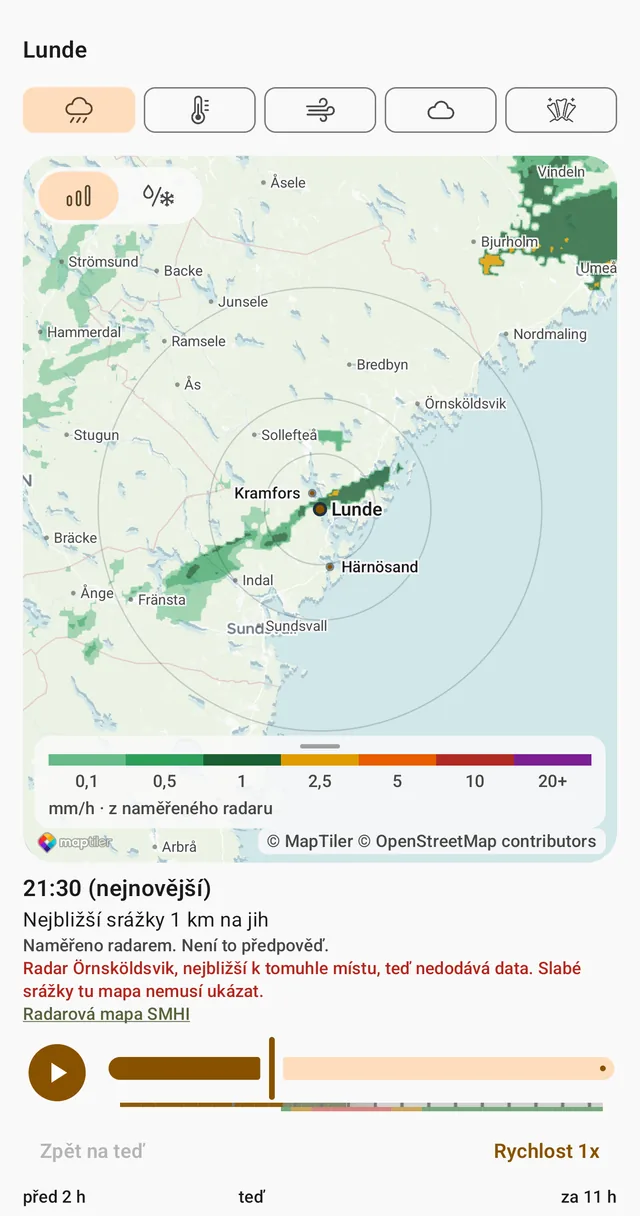 Lunde
Vindeln
Åsele
Bjurholm
Strömsund
Umeå
Backe
Junsele
Hammerdal
Ramsele
Nordmaling
Bredbyn
Ås
Örnsköldsvik
Stugun
Sollefteå
N
Kramfors
Lunde
Bräcke
Härnösand
Indal
Ånge
Fränsta
Sundsvall
Sundsvall
0,1 0,5 1 2,5 5 10 20+
mm/h · z naměřeného radaru
maptiler
Arbrå
© MapTiler © OpenStreetMap contributors
21:30 (nejnovější)
Nejbližší srážky 1 km na jih
Naměřeno radarem. Není to předpověď.
Radar Örnsköldsvik, nejbližší k tomuhle místu, teď nedodává data. Slabé
srážky tu mapa nemusí ukázat.
Radarová mapa SMHI
Zpět na teď
Rychlost 1x
před 2 h teď za 11 h